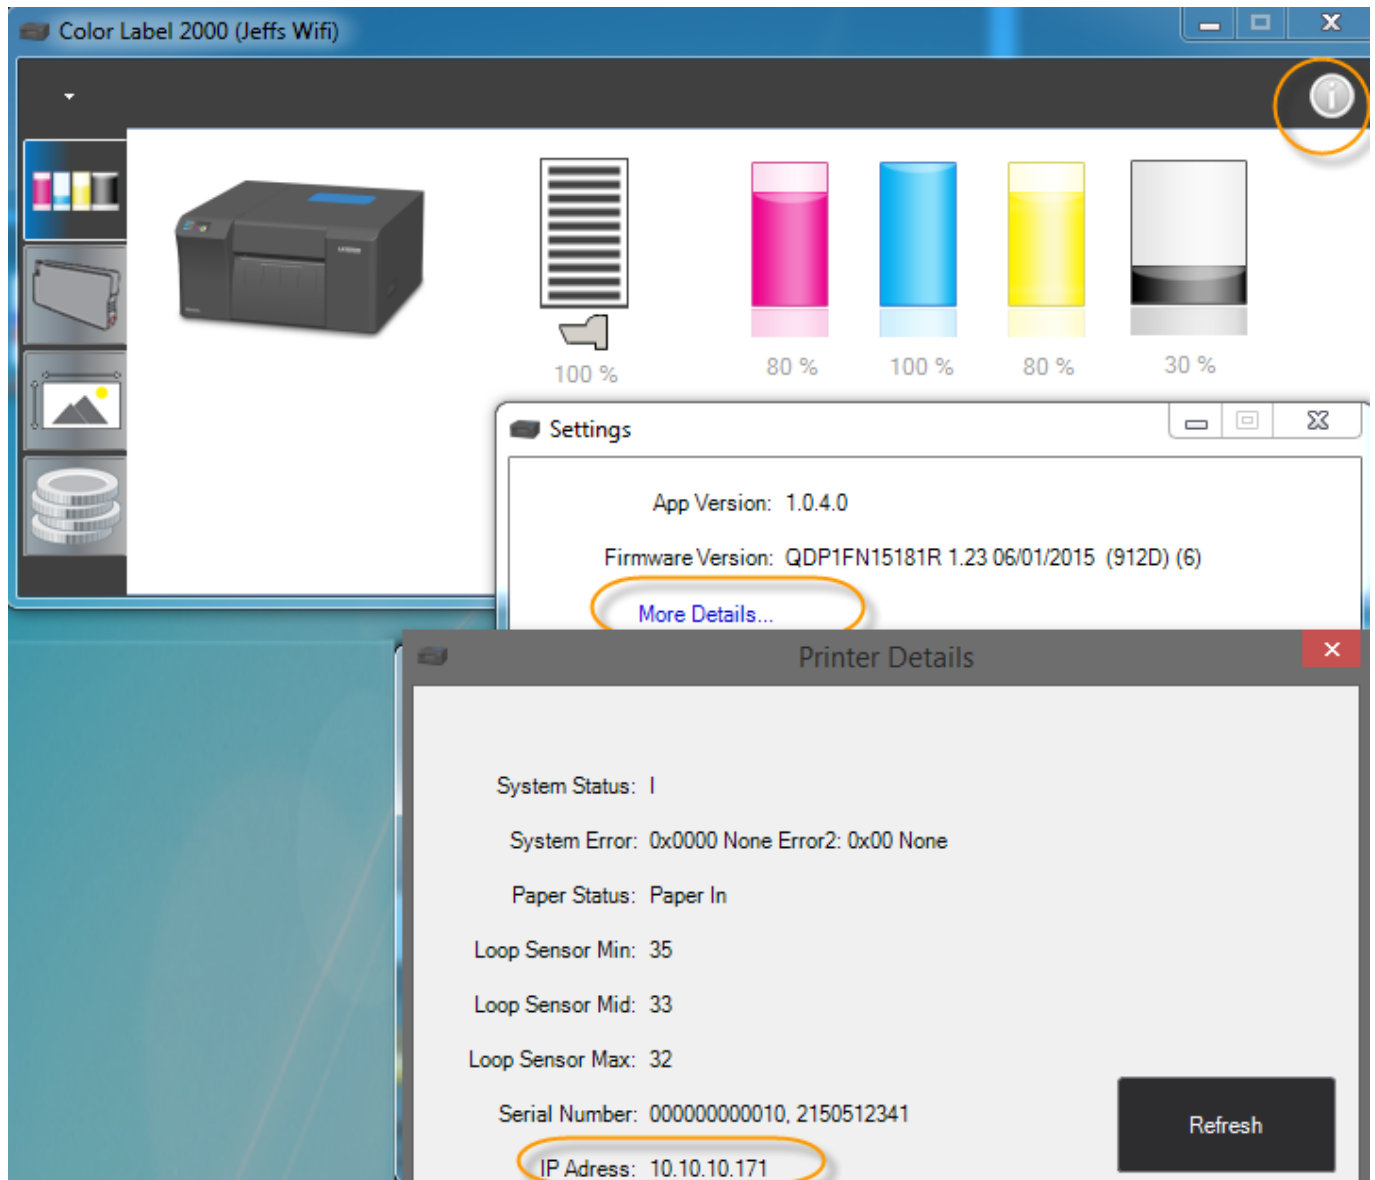 Color Label 2000 (Jeffs Wifi)
100 %
80 %
100 %
80 %
30 %
Settings
App Version: 1.0.4.0
Firmware Version: QDP1FN15181R 1.23 06/01/2015 (912D) (6)
More Details...
Printer Details
System Status: I
System Error: 0x0000 None Error2: 0x00 None
Paper Status: Paper In
Loop Sensor Min: 35
Loop Sensor Mid: 33
Loop Sensor Max: 32
Serial Number: 000000000010, 2150512341
Refresh
IP Adress: 10.10.10.171